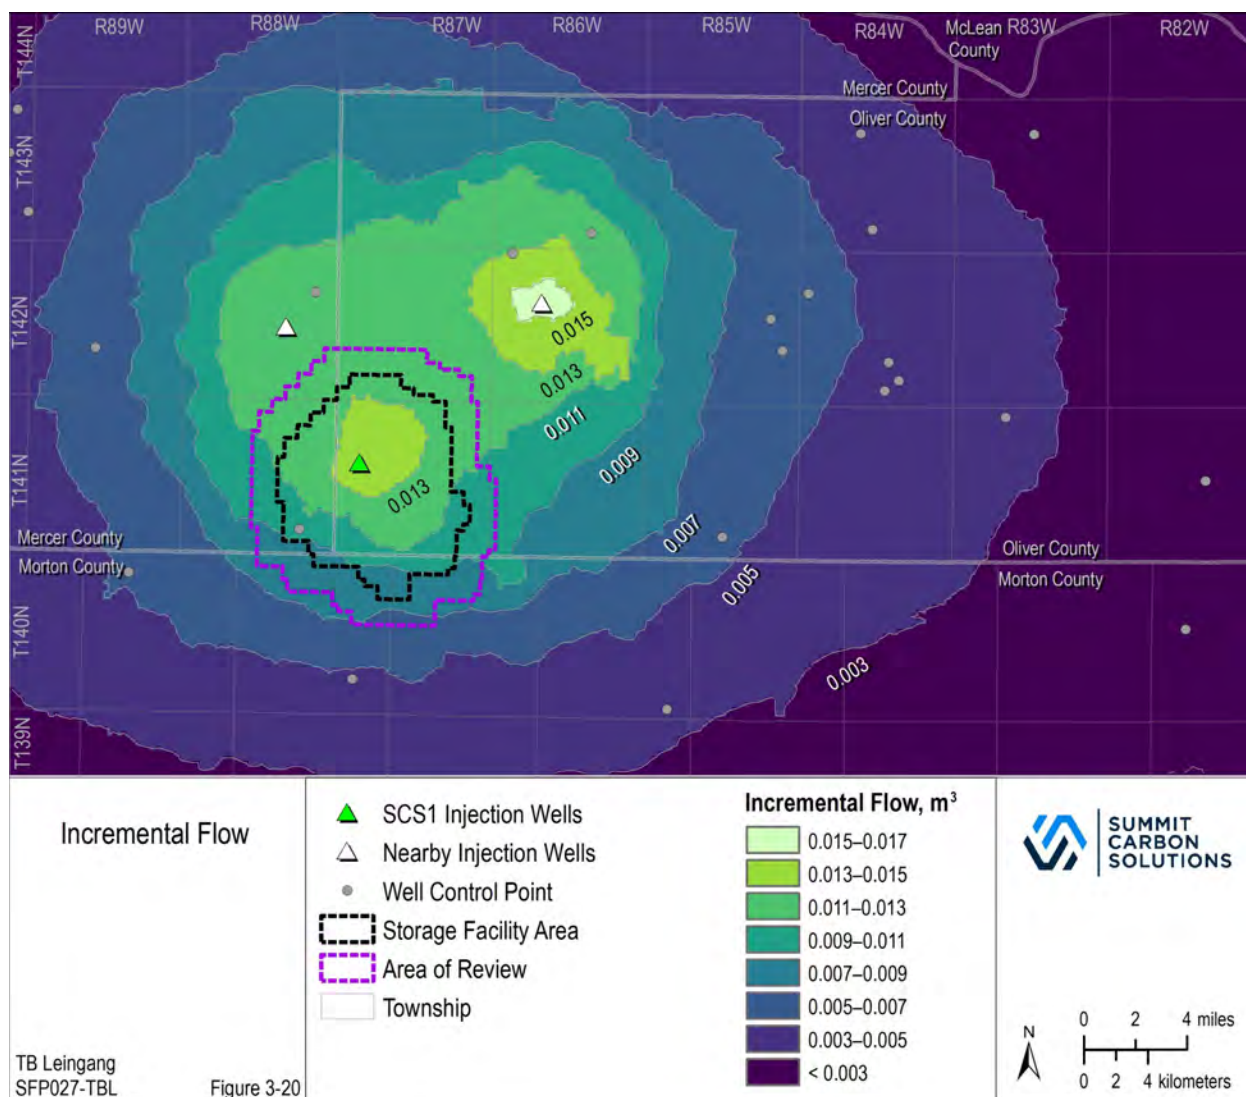 R89W
R88W
R87W
R86W
R85W
R84W
McLean
County
R83W
R82W
T144N
T143N
T142N
T141N
T140N
T139N
Mercer County
Oliver County
0.015
0.013
0.011
0.009
0.013
0.007
0.005
0.003
Mercer County
Morton County
Oliver County
Morton County
Incremental Flow
TB Leingang
SFP027-TBL
Figure 3-20
SCS1 Injection Wells
Nearby Injection Wells
Well Control Point
Storage Facility Area
Area of Review
Township
Incremental Flow, m³
0.015–0.017
0.013–0.015
0.011–0.013
0.009–0.011
0.007–0.009
0.005–0.007
0.003–0.005
< 0.003
SUMMIT
CARBON
SOLUTIONS
N
0 2 4 miles
0 2 4 kilometers